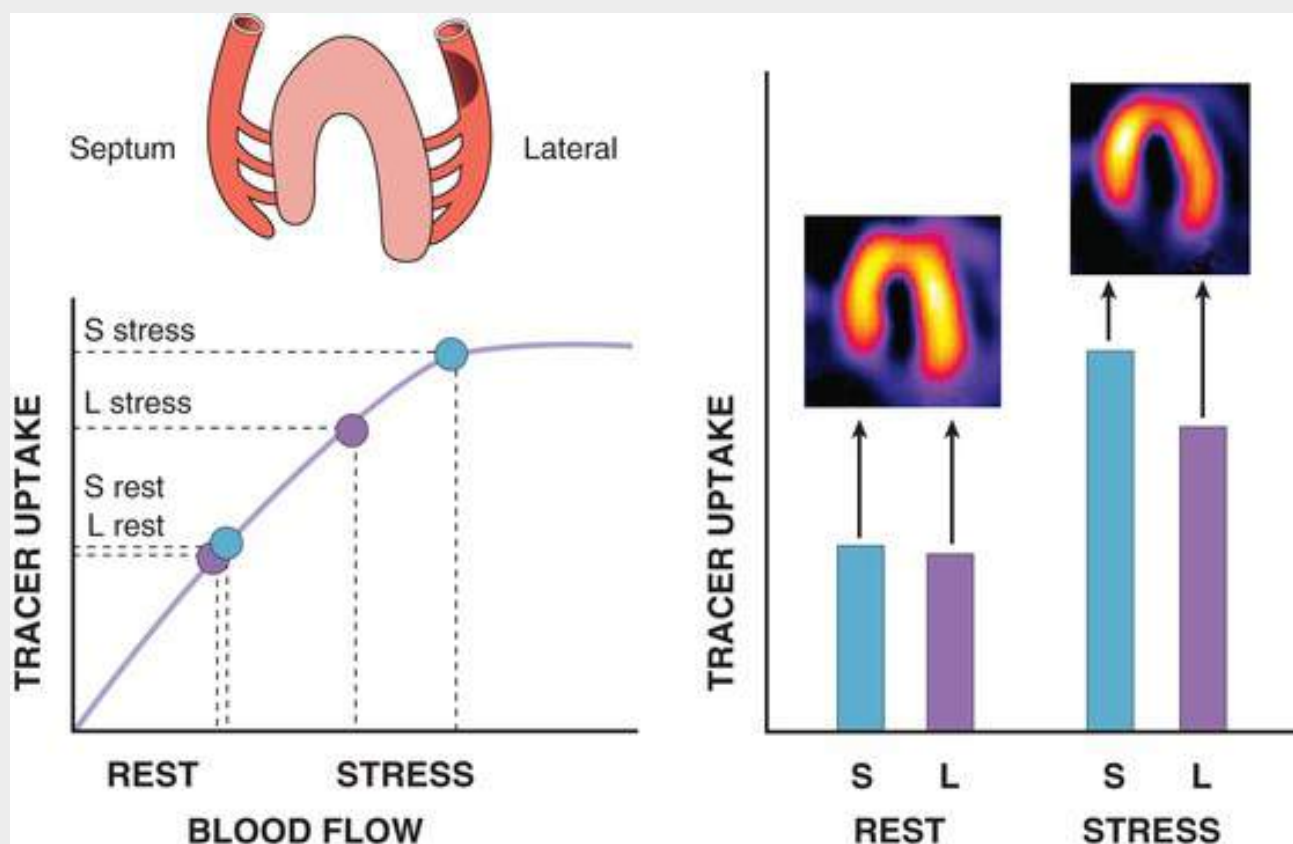 Septum
Lateral
S stress
L stress
S rest
L rest
TRACER UPTAKE
REST STRESS
BLOOD FLOW
TRACER UPTAKE
S L S L
REST STRESS